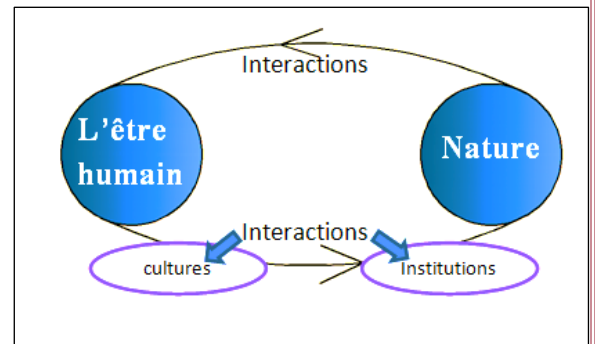 Interactions
L'être
humain
Nature
Interactions
cultures
Institutions